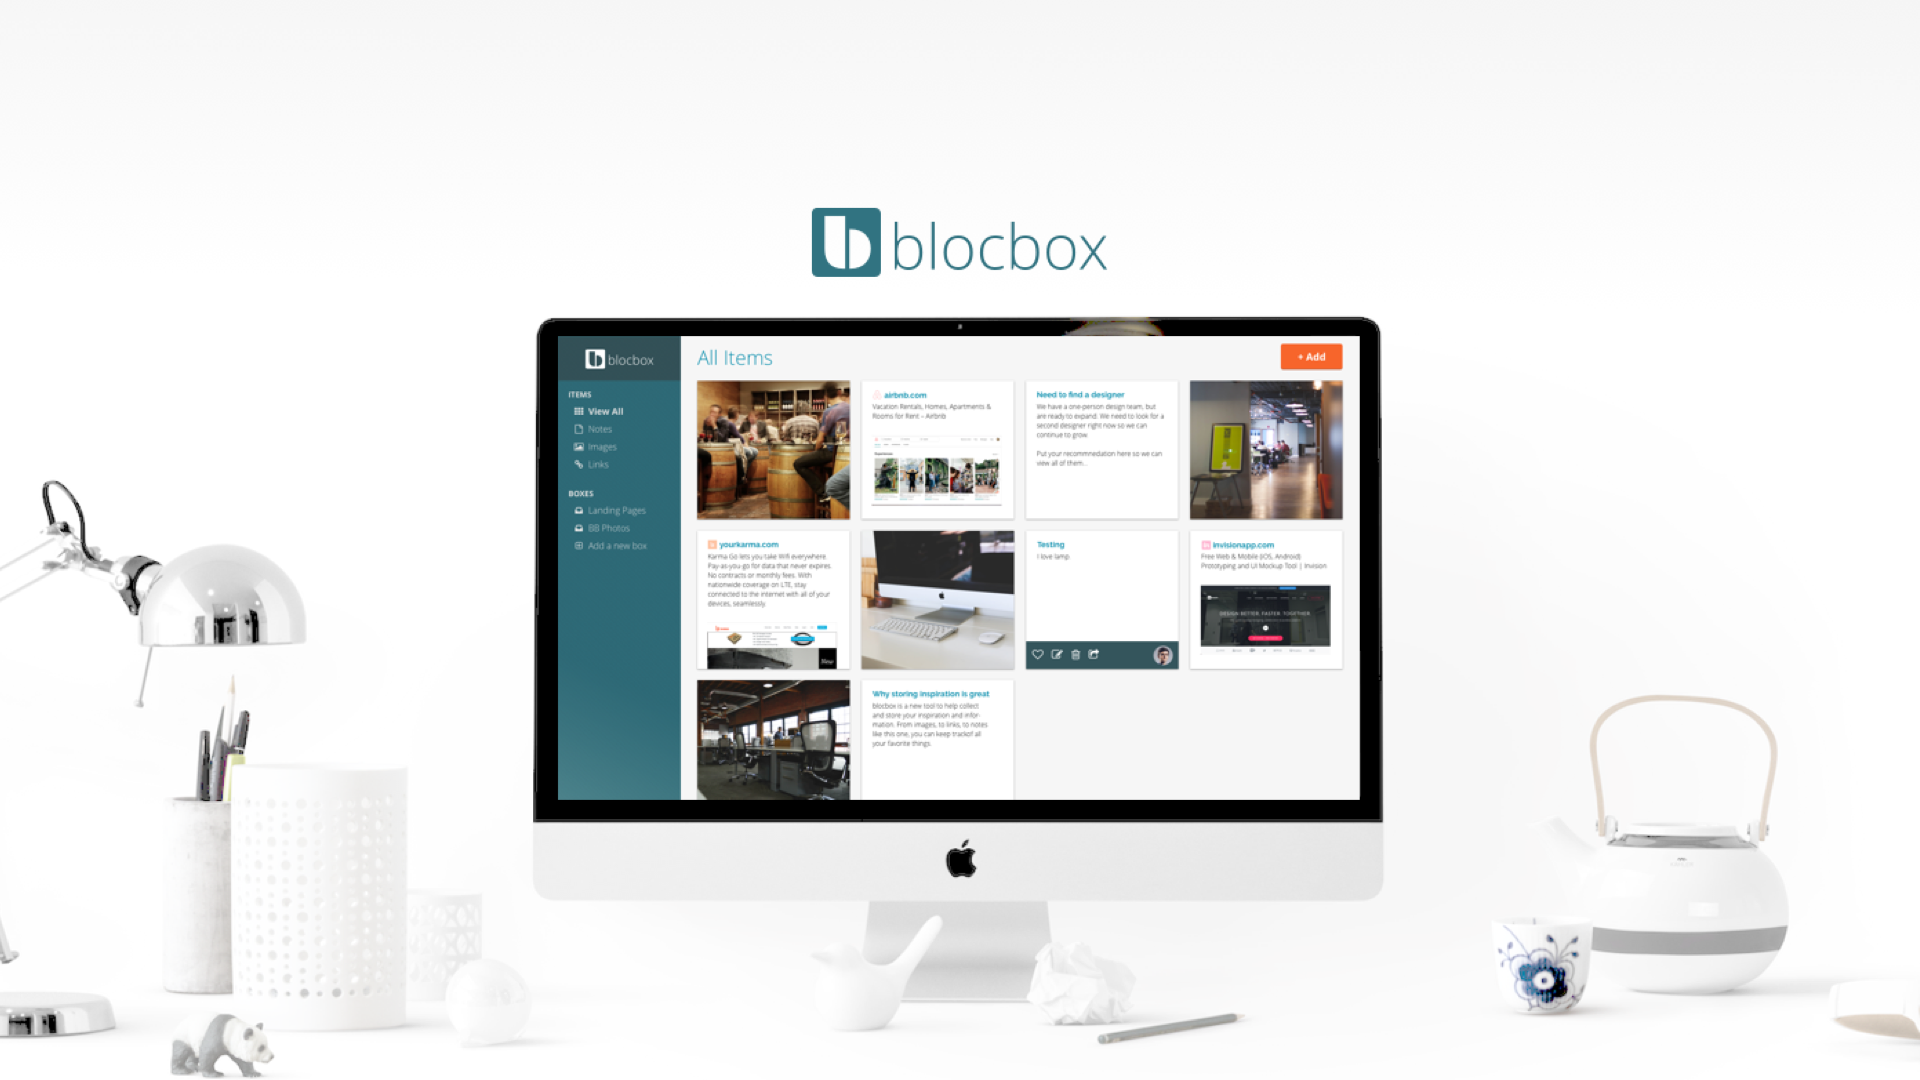 blocbox
blocbox
All Items
+ Add
ITEMS
View All
Notes
Images
Links
BOXES
Landing Pages
BB Photos
Add a new box
airbnb.com
Vacation Rentals, Homes, Apartments &
Rooms for Rent – Airbnb
Need to find a designer
We have a one-person design team, but
are ready to expand. We need to look for a
second designer right now so we can
continue to grow.
Put your recommnedation here so we can
view all of them...
yourkarma.com
Karma Go lets you take Wifi everywhere.
Pay-as-you-go for data that never expires.
No contracts or monthly fees. With
nationwide coverage on LTE, stay
connected to the internet with all of your
devices, seamlessly.
Testing
I love lamp.
invisionapp.com
Free Web & Mobile (iOS, Android)
Prototyping and UI Mockup Tool | Invision
DESIGN BETTER. FASTER. TOGETHER.
Why storing inspiration is great
blocbox is a new tool to help collect
and store your inspiration and infor-
mation. From images, to links, to notes
like this one, you can keep trackof all
your favorite things.